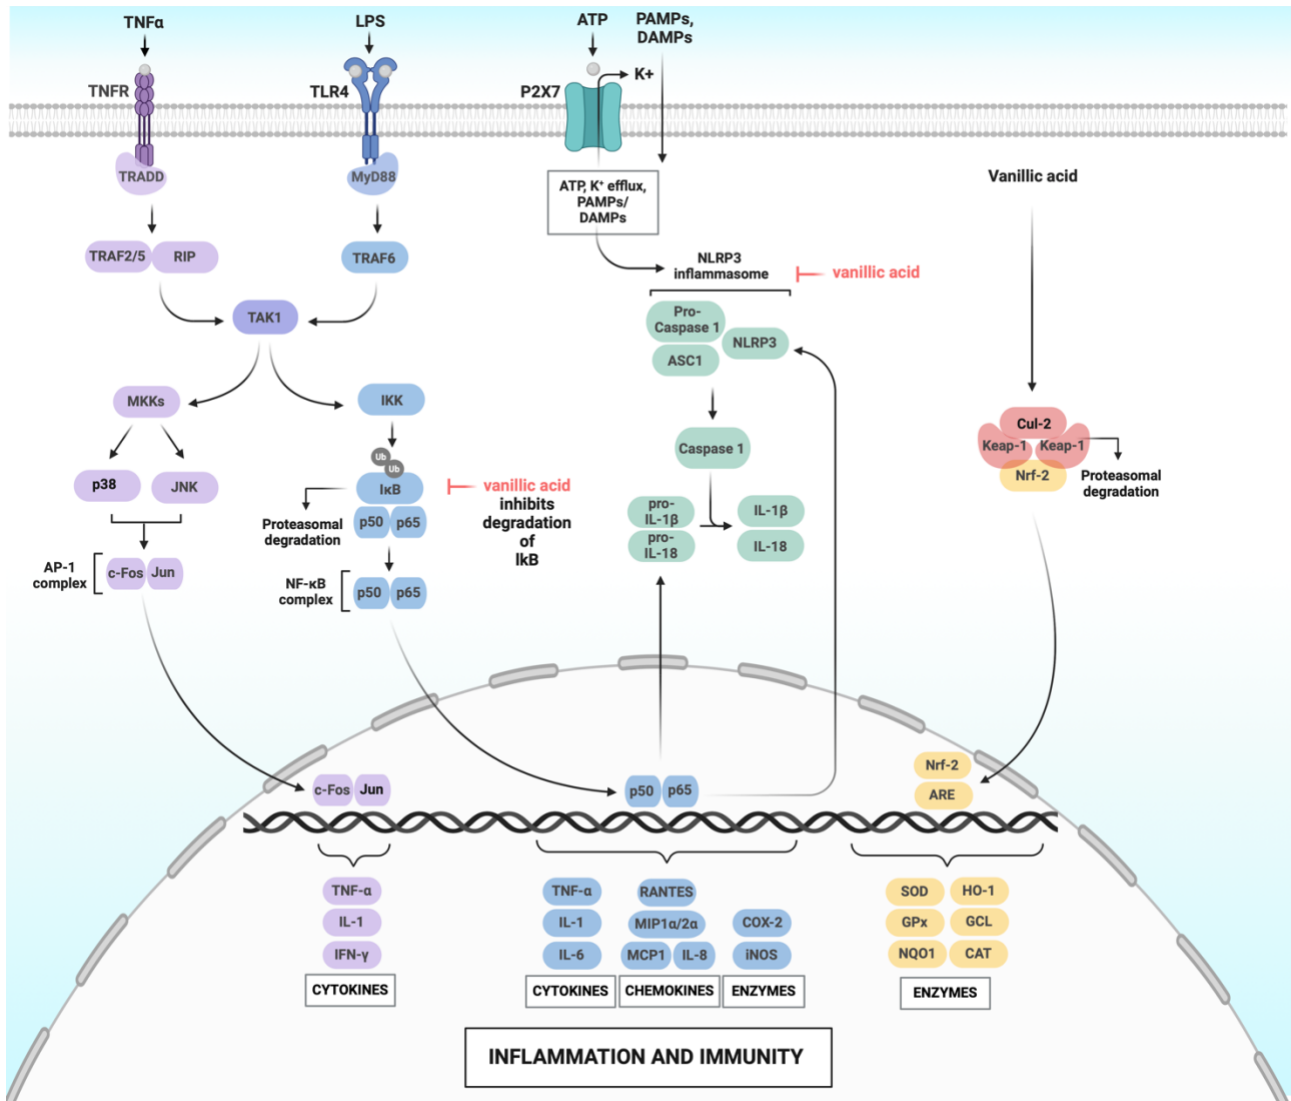 TNFα
LPS
ATP
PAMPs,
DAMPs
K+
TNFR
TLR4
P2X7
TRADD
MyD88
ATP, K⁺ efflux,
PAMPs/
DAMPs
Vanillic acid
TRAF2/5
RIP
TRAF6
NLRP3
inflammasome
vanillic acid
TAK1
Pro-
Caspase 1
NLRP3
ASC1
MKKs
IKK
Cul-2
Keap-1
Keap-1
Nrf-2
Proteasomal
degradation
Caspase 1
Ub
Ub
p38
JNK
IκB
vanillic acid
inhibits
degradation
of
IkB
Proteasomal
degradation
p50
p65
pro-
IL-1β
pro-
IL-18
IL-1β
IL-18
AP-1
complex
c-Fos
Jun
NF-κB
complex
p50
p65
c-Fos
Jun
p50
p65
Nrf-2
ARE
TNF-α
IL-1
IFN-γ
CYTOKINES
TNF-α
IL-1
IL-6
CYTOKINES
RANTES
MIP1α/2α
MCP1
IL-8
CHEMOKINES
COX-2
iNOS
ENZYMES
SOD
HO-1
GPx
GCL
NQO1
CAT
ENZYMES
INFLAMMATION AND IMMUNITY